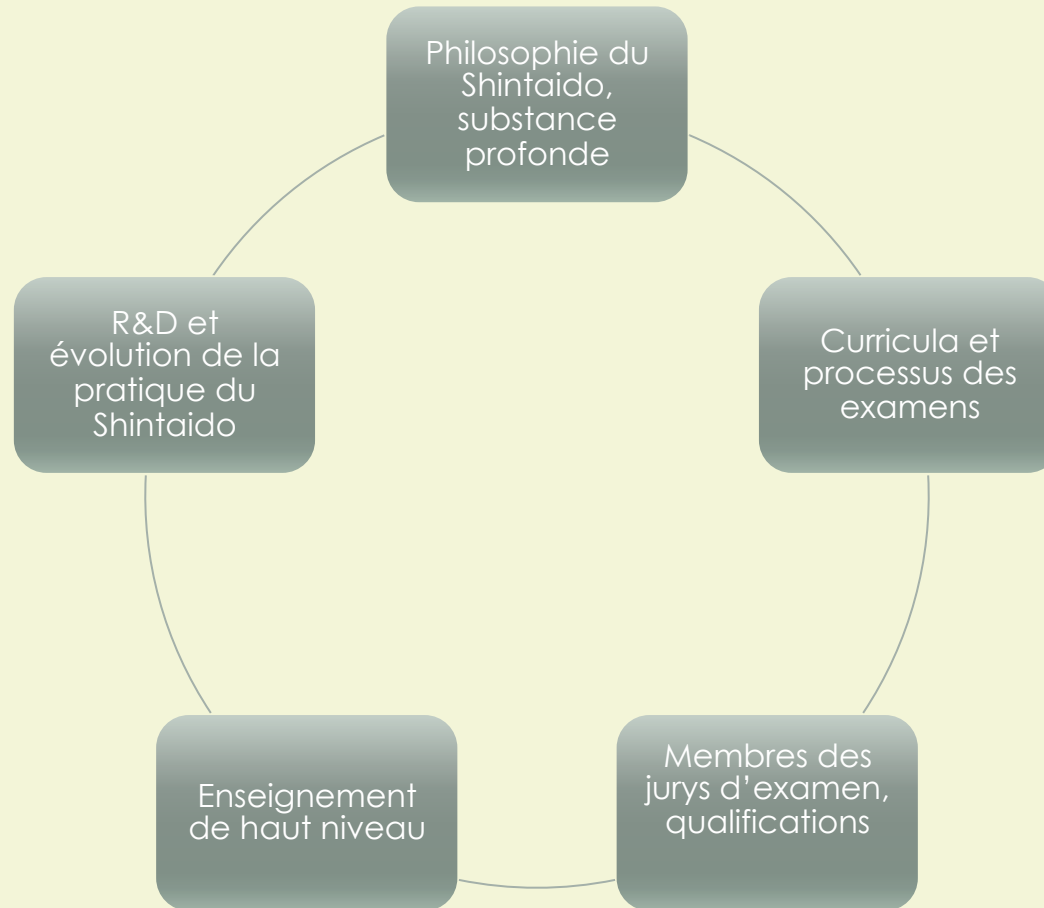 Philosophie du
Shintaido,
substance
profonde
Curricula et
processus des
examens
Membres des
jurys d’examen,
qualifications
Enseignement
de haut niveau
R&D et
évolution de la
pratique du
Shintaido